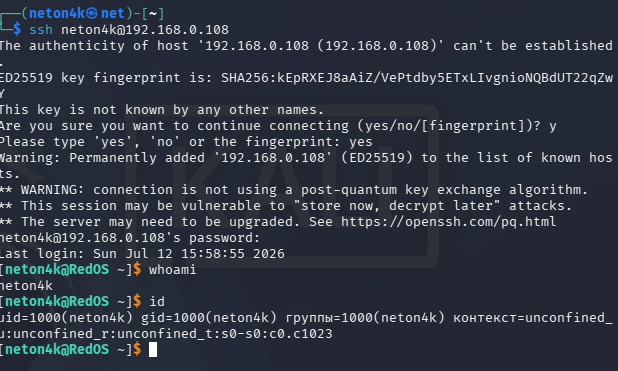 ┌──(neton4k㉿net)-[~]
└─$ ssh neton4k@192.168.0.108
The authenticity of host '192.168.0.108 (192.168.0.108)' can't be established
.
ED25519 key fingerprint is: SHA256:kEpRXEJ8aAiZ/VePtdby5ETxLIvgnioNQBdUT22qZw
Y
This key is not known by any other names.
Are you sure you want to continue connecting (yes/no/[fingerprint])? y
Please type 'yes', 'no' or the fingerprint: yes
Warning: Permanently added '192.168.0.108' (ED25519) to the list of known hos
ts.
** WARNING: connection is not using a post-quantum key exchange algorithm.
** This session may be vulnerable to "store now, decrypt later" attacks.
** The server may need to be upgraded. See https://openssh.com/pq.html
neton4k@192.168.0.108's password:
Last login: Sun Jul 12 15:58:55 2026
[neton4k@RedOS ~]$ whoami
neton4k
[neton4k@RedOS ~]$ id
uid=1000(neton4k) gid=1000(neton4k) группы=1000(neton4k) контекст=unconfined_
u:unconfined_r:unconfined_t:s0-s0:c0.c1023
[neton4k@RedOS ~]$
KALI